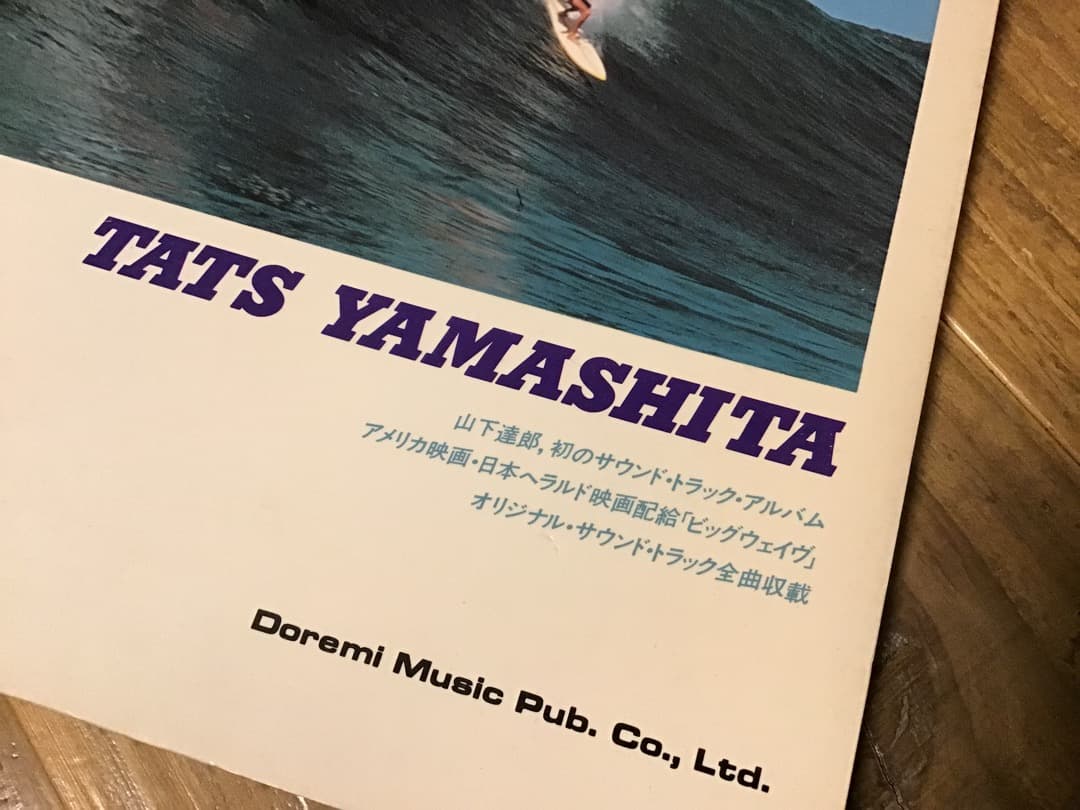 TATS YAMASHITA
山下達郎,初のサウンド・トラック・アルバム
アメリカ映画・日本ヘラルド映画配給「ビッグウェイヴ」
オリジナル・サウンド・トラック全曲収載
Doremi Music Pub. Co., Ltd.